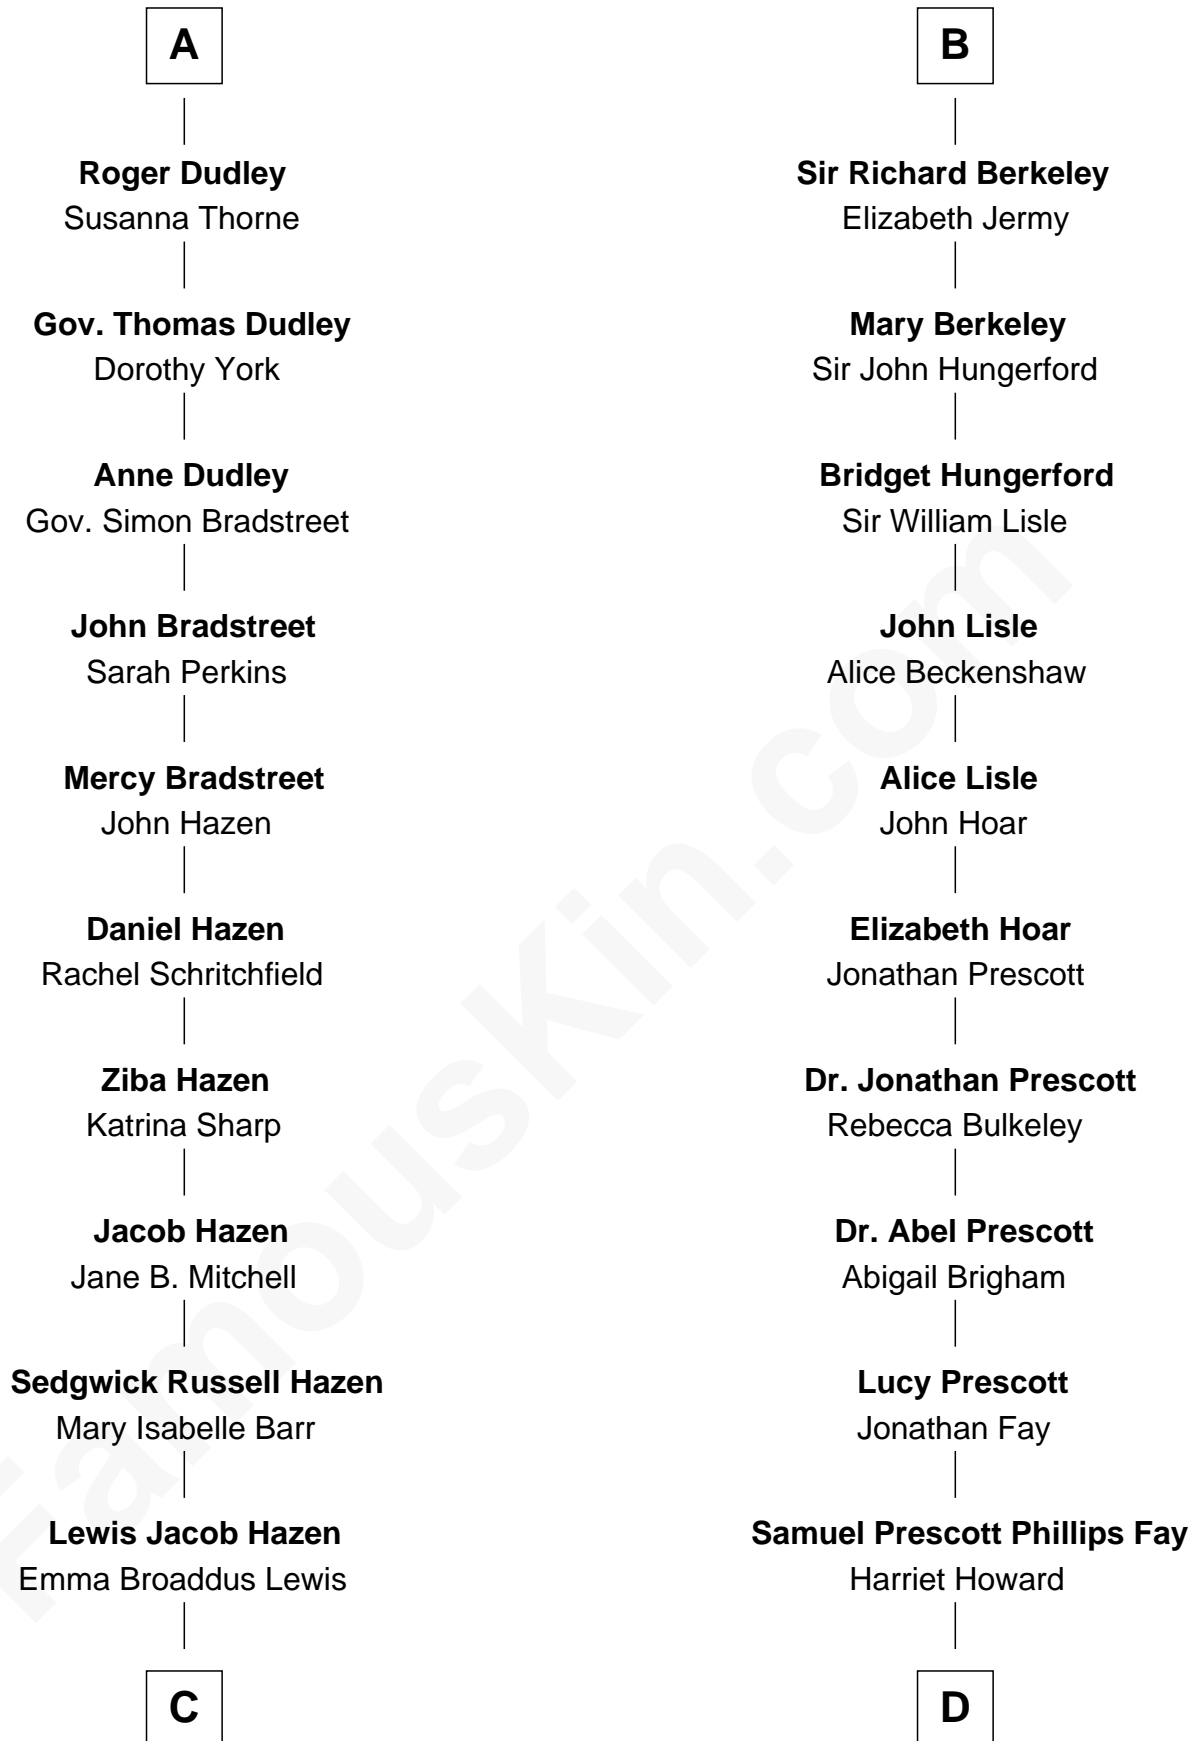 A
Roger Dudley
Susanna Thorne
Gov. Thomas Dudley
Dorothy York
Anne Dudley
Gov. Simon Bradstreet
John Bradstreet
Sarah Perkins
Mercy Bradstreet
John Hazen
Daniel Hazen
Rachel Schritchfield
Ziba Hazen
Katrina Sharp
Jacob Hazen
Jane B. Mitchell
Sedgwick Russell Hazen
Mary Isabelle Barr
Lewis Jacob Hazen
Emma Broaddus Lewis
C
B
Sir Richard Berkeley
Elizabeth Jermy
Mary Berkeley
Sir John Hungerford
Bridget Hungerford
Sir William Lisle
John Lisle
Alice Beckenshaw
Alice Lisle
John Hoar
Elizabeth Hoar
Jonathan Prescott
Dr. Jonathan Prescott
Rebecca Bulkeley
Dr. Abel Prescott
Abigail Brigham
Lucy Prescott
Jonathan Fay
Samuel Prescott Phillips Fay
Harriet Howard
D
FamousKin.com